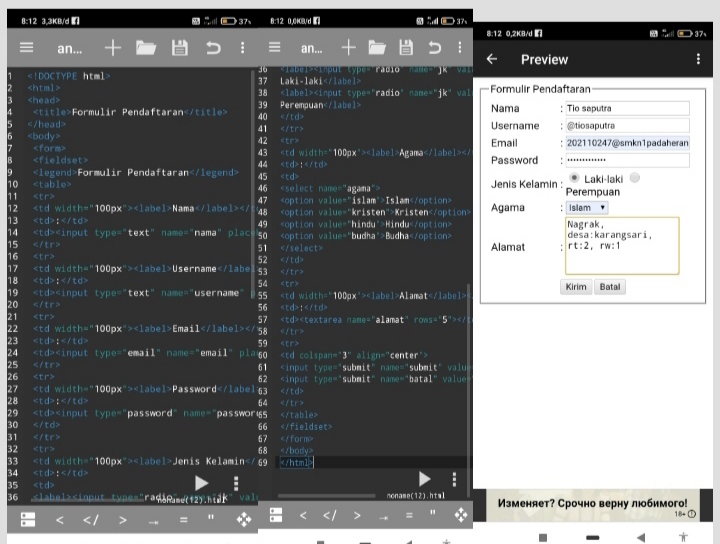 8:12 3,3KB/d
37%
an...
1 <!DOCTYPE html>
2 <html>
3 <head>
4 <title>Formulir Pendaftaran</title>
5 </head>
6 <body>
7 <form>
8 <fieldset>
9 <legend>Formulir Pendaftaran</legend>
10 <table>
11 <tr>
12 <td width="100px"><label>Nama</label></
13 <td>:</td>
14 <td><input type="text" name="nama" place
15 </tr>
16 <tr>
17 <td width="100px"><label>Username</label
18 <td>:</td>
19 <td><input type="text" name="username"
20 </tr>
21 <tr>
22 <td width="100px"><label>Email</label></
23 <td>:</td>
24 <td><input type="email" name="email" pla
25 </tr>
26 <tr>
27 <td width="100px"><label>Password</label
28 <td>:</td>
29 <td><input type="password" name="passwor
30 </td>
31 </tr>
32 <tr>
33 <td width="100px"><label>Jenis Kelamin</
34 <td>:</td>
35 <td>
36 <label><input type="radio" name="jk" val
noname(12).html
< </> → = "
8:12 0,0KB/d
37%
an...
36 <label><input type="radio" name="jk" val
37 Laki-laki</label>
38 <label><input type="radio" name="jk" val
39 Perempuan</label>
40 </td>
41 </tr>
42 <tr>
43 <td width="100px"><label>Agama</label></
44 <td>:</td>
45 <td>
46 <select name="agama">
47 <option value="islam">Islam</option>
48 <option value="kristen">Kristen</option>
49 <option value="hindu">Hindu</option>
50 <option value="budha">Budha</option>
51 </select>
52 </td>
53 </tr>
54 <tr>
55 <td width="100px"><label>Alamat</label><
56 <td>:</td>
57 <td><textarea name="alamat" rows="5"></t
58 </tr>
59 <tr>
60 <td colspan="3" align="center">
61 <input type="submit" name="submit" value
62 <input type="submit" name="batal" value=
63 </td>
64 </tr>
65 </table>
66 </fieldset>
67 </form>
68 </body>
69 </html>
noname(12).html
< </> → = "
8:12 0,2KB/d
37%
Preview
Formulir Pendaftaran
Nama : Tio saputra
Username : @tiosaputra
Email : 202110247@smkn1padaheran
Password : •••••••••••••
Jenis Kelamin : Laki-laki
Perempuan
Agama : Islam
Alamat : Nagrak,
desa:karangsari,
rt:2, rw:1
Kirim Batal
Изменяет? Срочно верну любимого!
18+